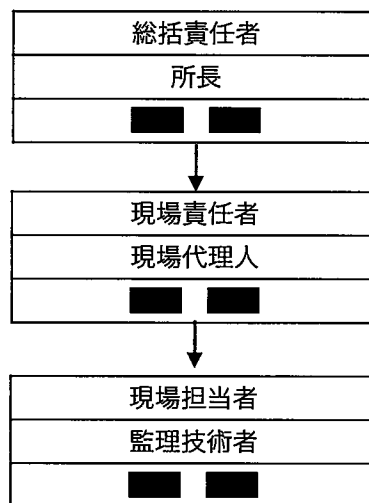 総括責任者
所長
現場責任者
現場代理人
現場担当者
監理技術者